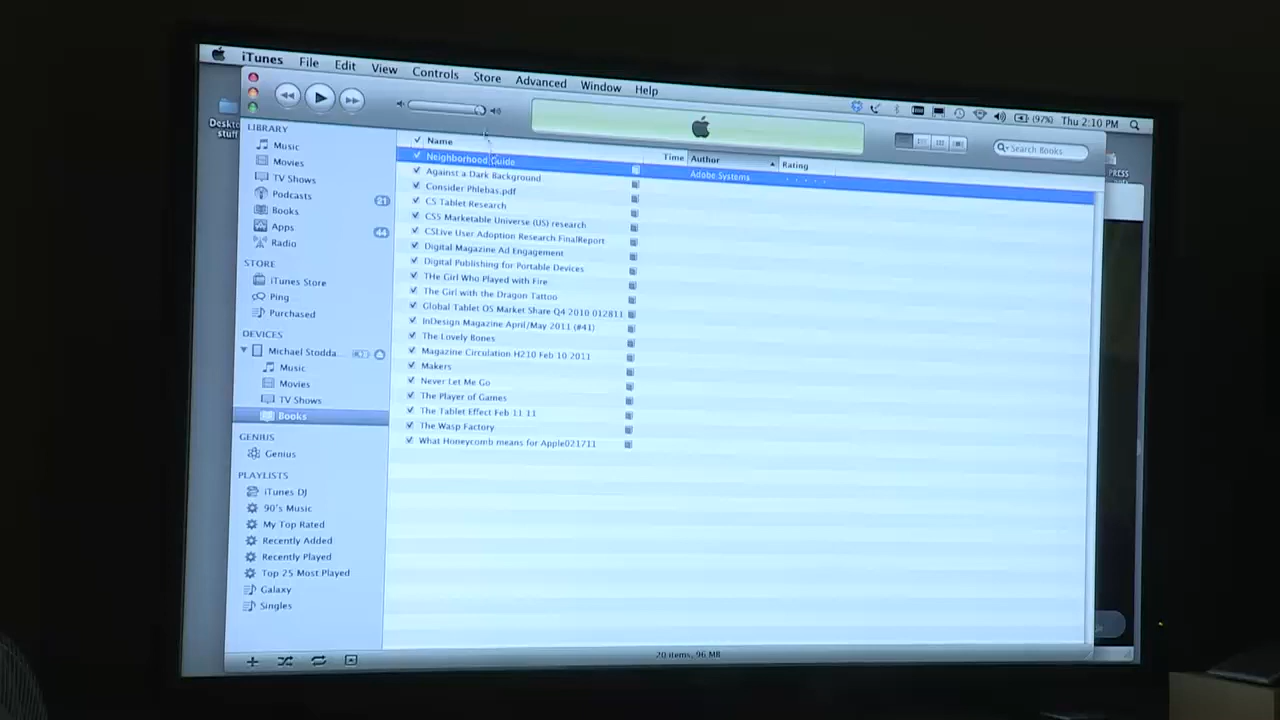 iTunes File Edit View Controls Store Advanced Window Help
(97%) Thu 2:10 PM
Desktop
stuff
Search Books
PRESS
LIBRARY
Music
Movies
TV Shows
Podcasts 21
Books
Apps 44
Radio
STORE
iTunes Store
Ping
Purchased
DEVICES
Michael Stodda...
Music
Movies
TV Shows
Books
GENIUS
Genius
PLAYLISTS
iTunes DJ
90's Music
My Top Rated
Recently Added
Recently Played
Top 25 Most Played
Galaxy
Singles
Name Time Author Rating
Neighborhood Guide Adobe Systems
Against a Dark Background
Consider Phlebas.pdf
CS Tablet Research
CS5 Marketable Universe (US) research
CSLive User Adoption Research FinalReport
Digital Magazine Ad Engagement
Digital Publishing for Portable Devices
THe Girl Who Played with Fire
The Girl with the Dragon Tattoo
Global Tablet OS Market Share Q4 2010 012811
InDesign Magazine April/May 2011 (#41)
The Lovely Bones
Magazine Circulation H210 Feb 10 2011
Makers
Never Let Me Go
The Player of Games
The Tablet Effect Feb 11 11
The Wasp Factory
What Honeycomb means for Apple021711
20 items, 96 MB